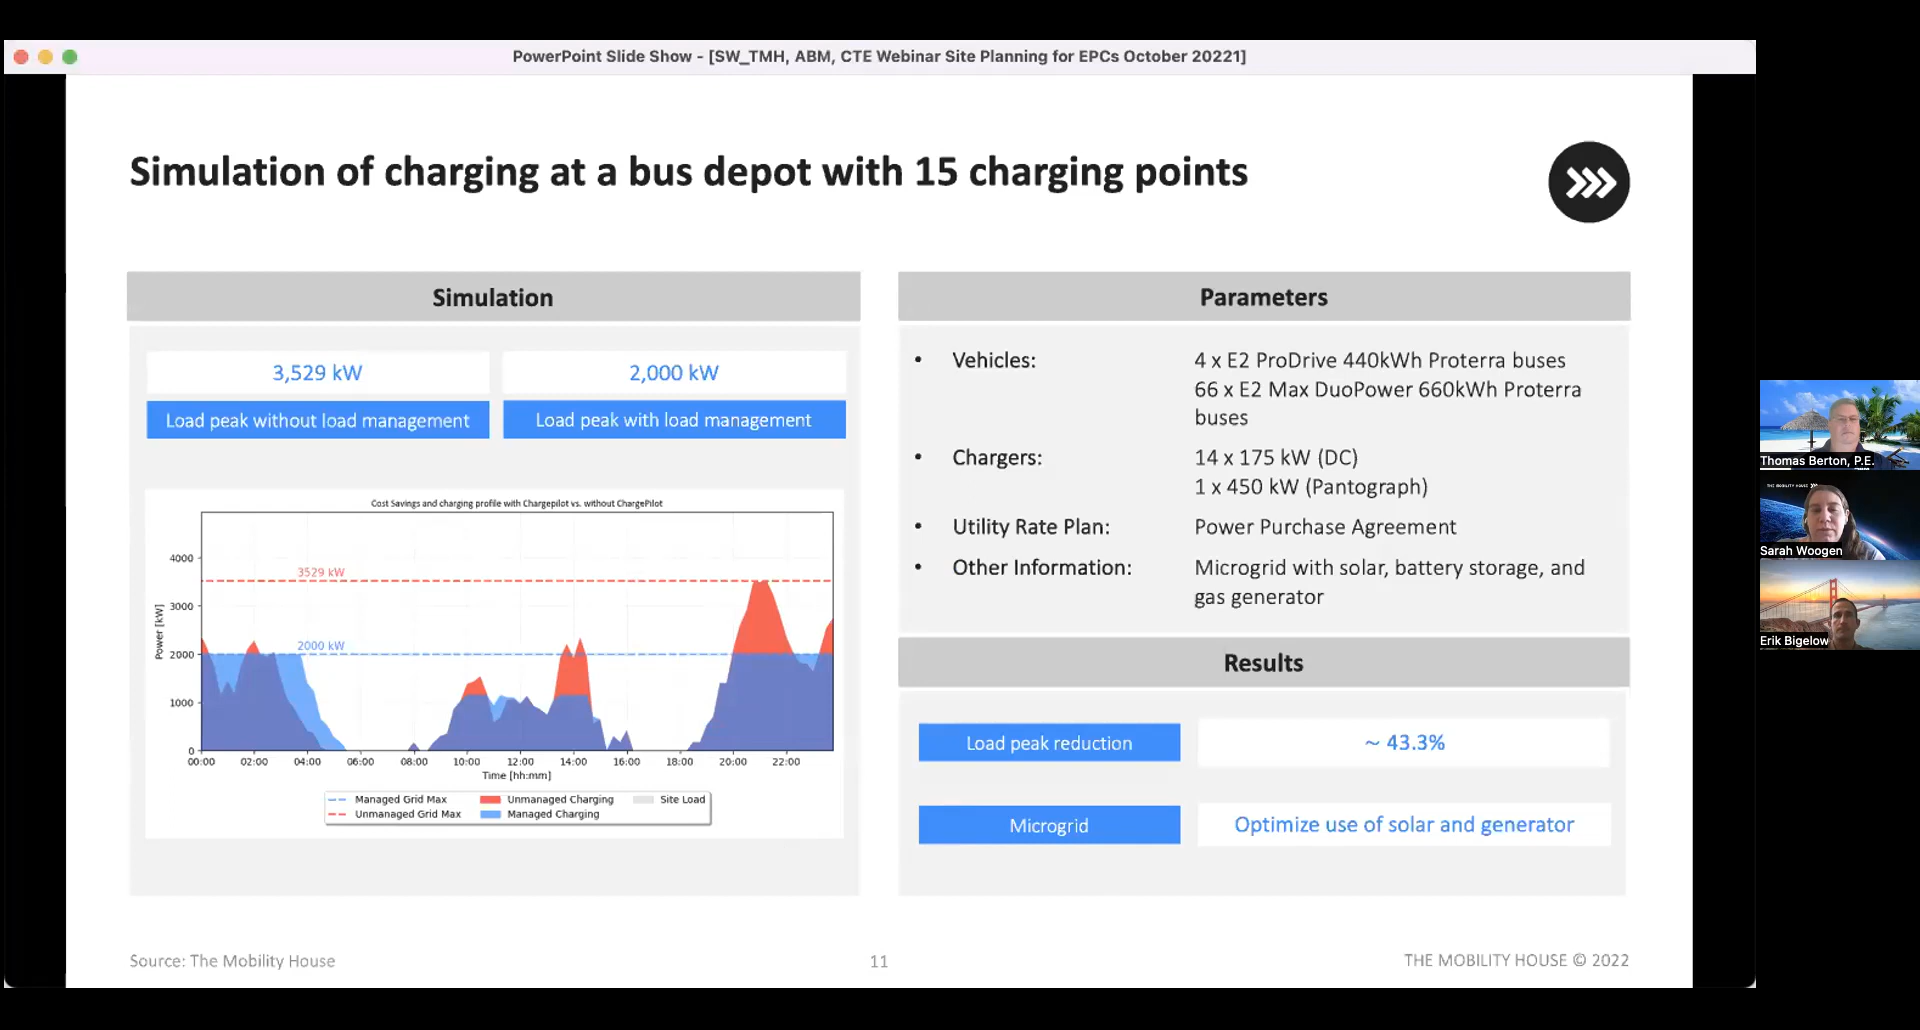 PowerPoint Slide Show - [SW_TMH, ABM, CTE Webinar Site Planning for EPCs October 20221]
Simulation of charging at a bus depot with 15 charging points
Simulation
3,529 kW
2,000 kW
Load peak without load management
Load peak with load management
Cost Savings and charging profile with Chargepilot vs. without ChargePilot
Power [kW]
4000
3000
2000
1000
0
3529 kW
2000 kW
00:00 02:00 04:00 06:00 08:00 10:00 12:00 14:00 16:00 18:00 20:00 22:00
Time [hh:mm]
Managed Grid Max
Unmanaged Grid Max
Unmanaged Charging
Managed Charging
Site Load
Parameters
• Vehicles: 4 x E2 ProDrive 440kWh Proterra buses
66 x E2 Max DuoPower 660kWh Proterra
buses
• Chargers: 14 x 175 kW (DC)
1 x 450 kW (Pantograph)
• Utility Rate Plan: Power Purchase Agreement
• Other Information: Microgrid with solar, battery storage, and
gas generator
Results
Load peak reduction
~ 43.3%
Microgrid
Optimize use of solar and generator
Source: The Mobility House
11
THE MOBILITY HOUSE © 2022
Thomas Berton, P.E.
THE MOBILITY HOUSE
Sarah Woogen
Erik Bigelow